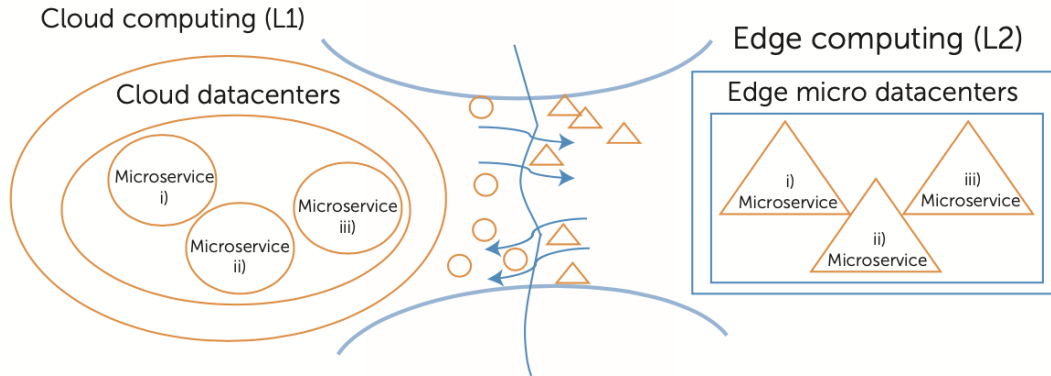 Cloud computing (L1)
Cloud datacenters
Microservice
i)
Microservice
ii)
Microservice
iii)
Edge computing (L2)
Edge micro datacenters
i)
Microservice
ii)
Microservice
iii)
Microservice